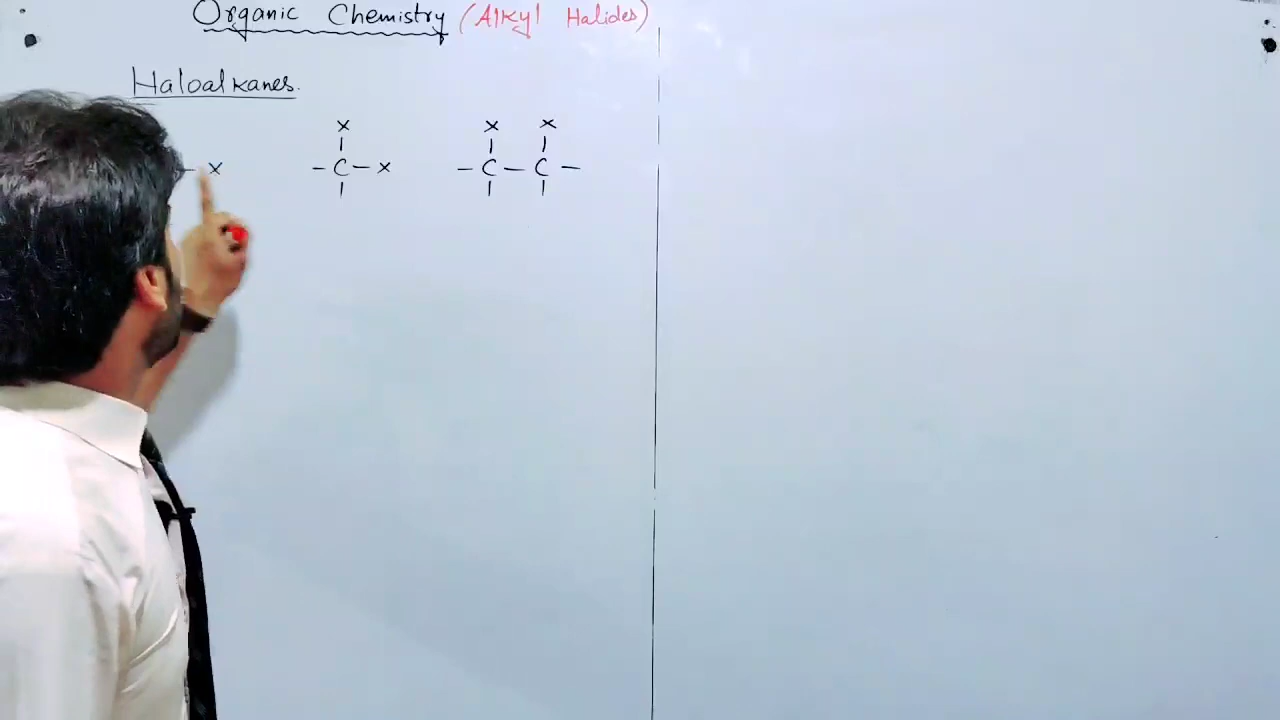 Organic Chemistry (Alkyl Halides)
Haloalkanes.
X X X
– X – C – X – C – C –